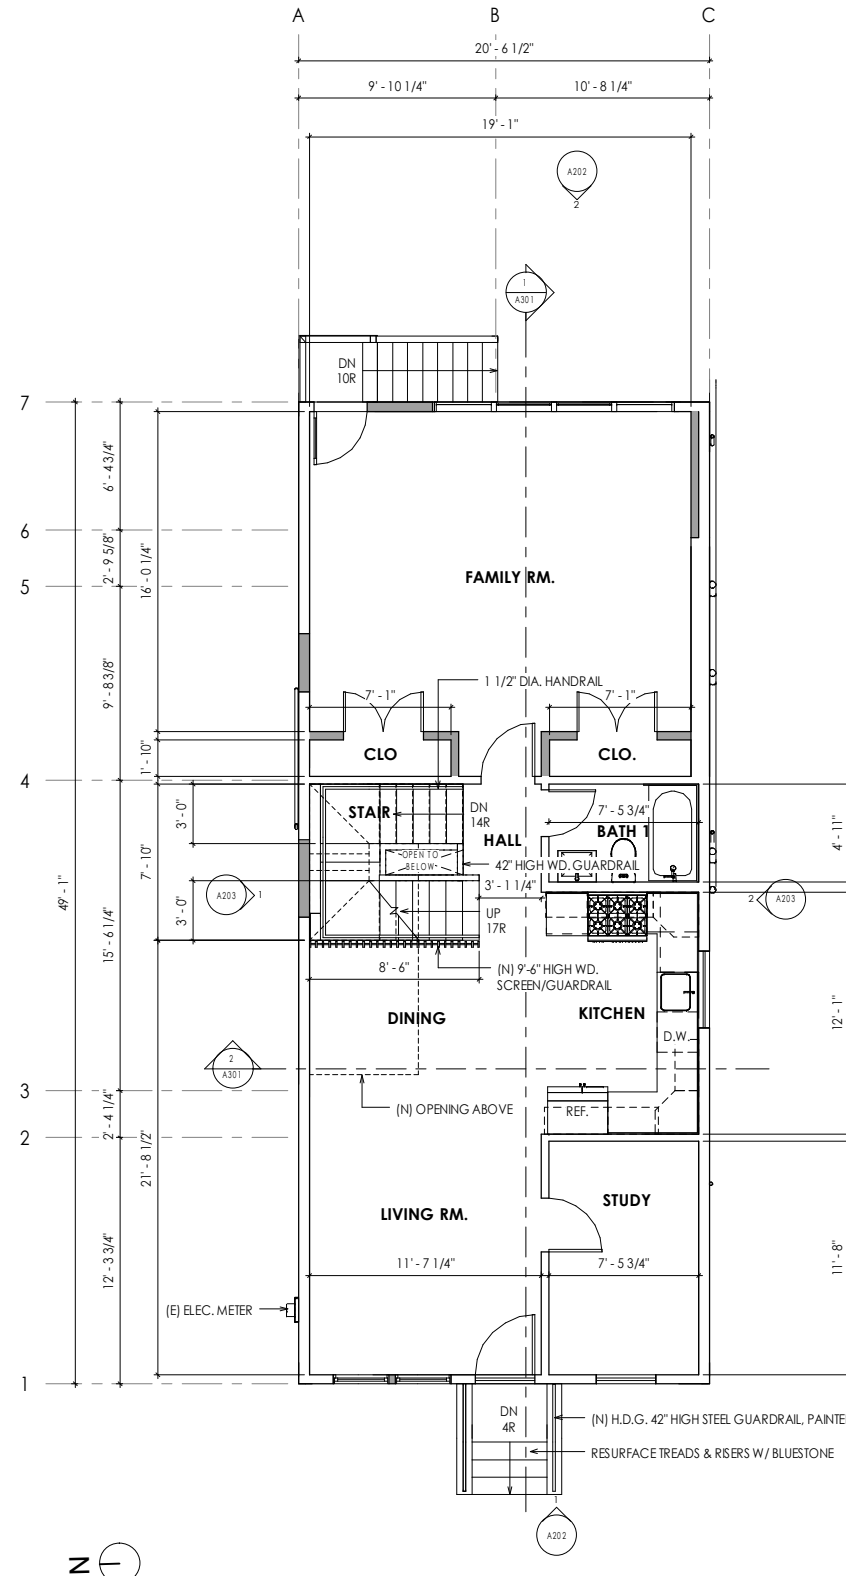 A
B
C
20' - 6 1/2"
9' - 10 1/4"
10' - 8 1/4"
19' - 1"
A202
2
1
A301
DN
10R
7
6
5
4
3
2
1
6' - 4 3/4"
2' - 9 5/8"
9' - 8 3/8"
15' - 6 1/4"
2' - 4 1/4"
12' - 3 3/4"
49' - 1"
16' - 0 1/4"
1' - 10"
7' - 10"
21' - 8 1/2"
3' - 0"
3' - 0"
FAMILY RM.
1 1/2" DIA. HANDRAIL
7' - 1"
7' - 1"
CLO
CLO.
STAIR
DN
14R
HALL
7' - 5 3/4"
BATH 1
4' - 11"
OPEN TO
BELOW
42" HIGH WD. GUARDRAIL
3' - 1 1/4"
A203
1
2
A203
UP
17R
8' - 6"
(N) 9'-6" HIGH WD.
SCREEN/GUARDRAIL
DINING
KITCHEN
12' - 1"
D.W.
2
A301
(N) OPENING ABOVE
REF.
LIVING RM.
STUDY
11' - 7 1/4"
7' - 5 3/4"
11' - 8"
(E) ELEC. METER
DN
4R
(N) H.D.G. 42" HIGH STEEL GUARDRAIL, PAINTE
RESURFACE TREADS & RISERS W/ BLUESTONE
1
A202
N